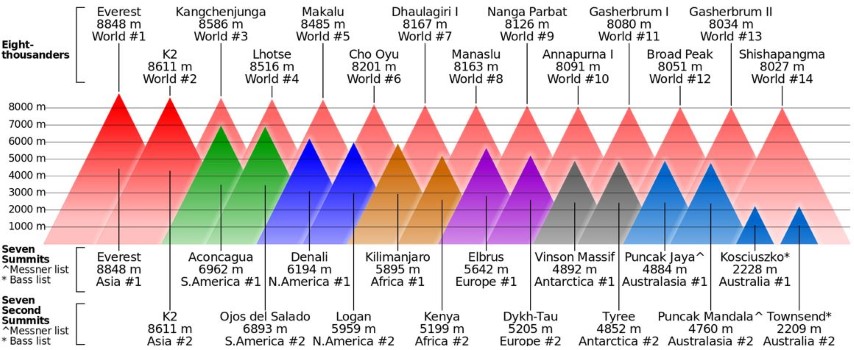 Everest
8848 m
World #1
Kangchenjunga
8586 m
World #3
Makalu
8485 m
World #5
Dhaulagiri I
8167 m
World #7
Nanga Parbat
8126 m
World #9
Gasherbrum I
8080 m
World #11
Gasherbrum II
8034 m
World #13
Eight-
thousanders
K2
8611 m
World #2
Lhotse
8516 m
World #4
Cho Oyu
8201 m
World #6
Manaslu
8163 m
World #8
Annapurna I
8091 m
World #10
Broad Peak
8051 m
World #12
Shishapangma
8027 m
World #14
8000 m
7000 m
6000 m
5000 m
4000 m
3000 m
2000 m
1000 m
Seven
Summits
^Messner list
* Bass list
Everest
8848 m
Asia #1
Aconcagua
6962 m
S.America #1
Denali
6194 m
N.America #1
Kilimanjaro
5895 m
Africa #1
Elbrus
5642 m
Europe #1
Vinson Massif
4892 m
Antarctica #1
Puncak Jaya^
4884 m
Australasia #1
Kosciuszko*
2228 m
Australia #1
Seven
Second
Summits
^Messner list
* Bass list
K2
8611 m
Asia #2
Ojos del Salado
6893 m
S.America #2
Logan
5959 m
N.America #2
Kenya
5199 m
Africa #2
Dykh-Tau
5205 m
Europe #2
Tyree
4852 m
Antarctica #2
Puncak Mandala^
4760 m
Australasia #2
Townsend*
2209 m
Australia #2